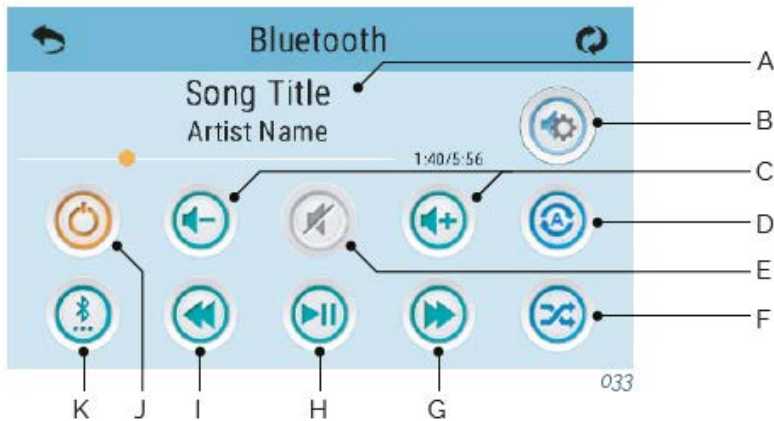 Bluetooth
A
Song Title
B
Artist Name
1:40/5:56
C
A
D
E
F
033
K
J
I
H
G